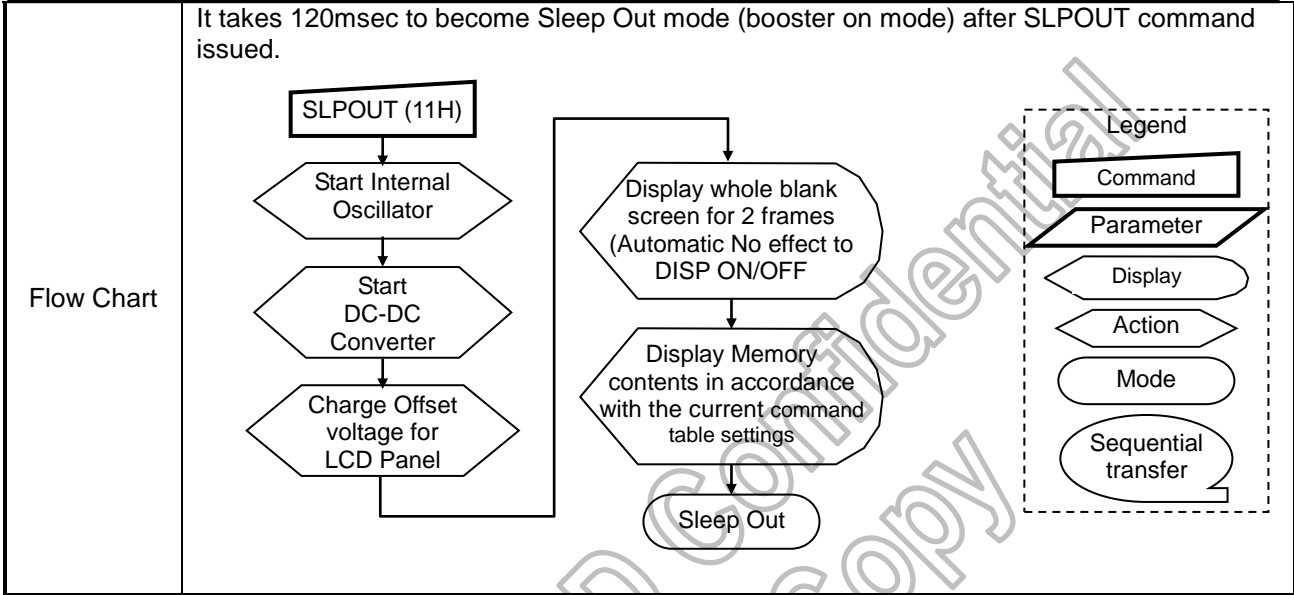 It takes 120msec to become Sleep Out mode (booster on mode) after SLPOUT command
issued.
Flow Chart
SLPOUT (11H)
Start Internal
Oscillator
Start
DC-DC
Converter
Charge Offset
voltage for
LCD Panel
Display whole blank
screen for 2 frames
(Automatic No effect to
DISP ON/OFF
Display Memory
contents in accordance
with the current command
table settings
Sleep Out
Legend
Command
Parameter
Display
Action
Mode
Sequential
transfer
D Confidential
Copy